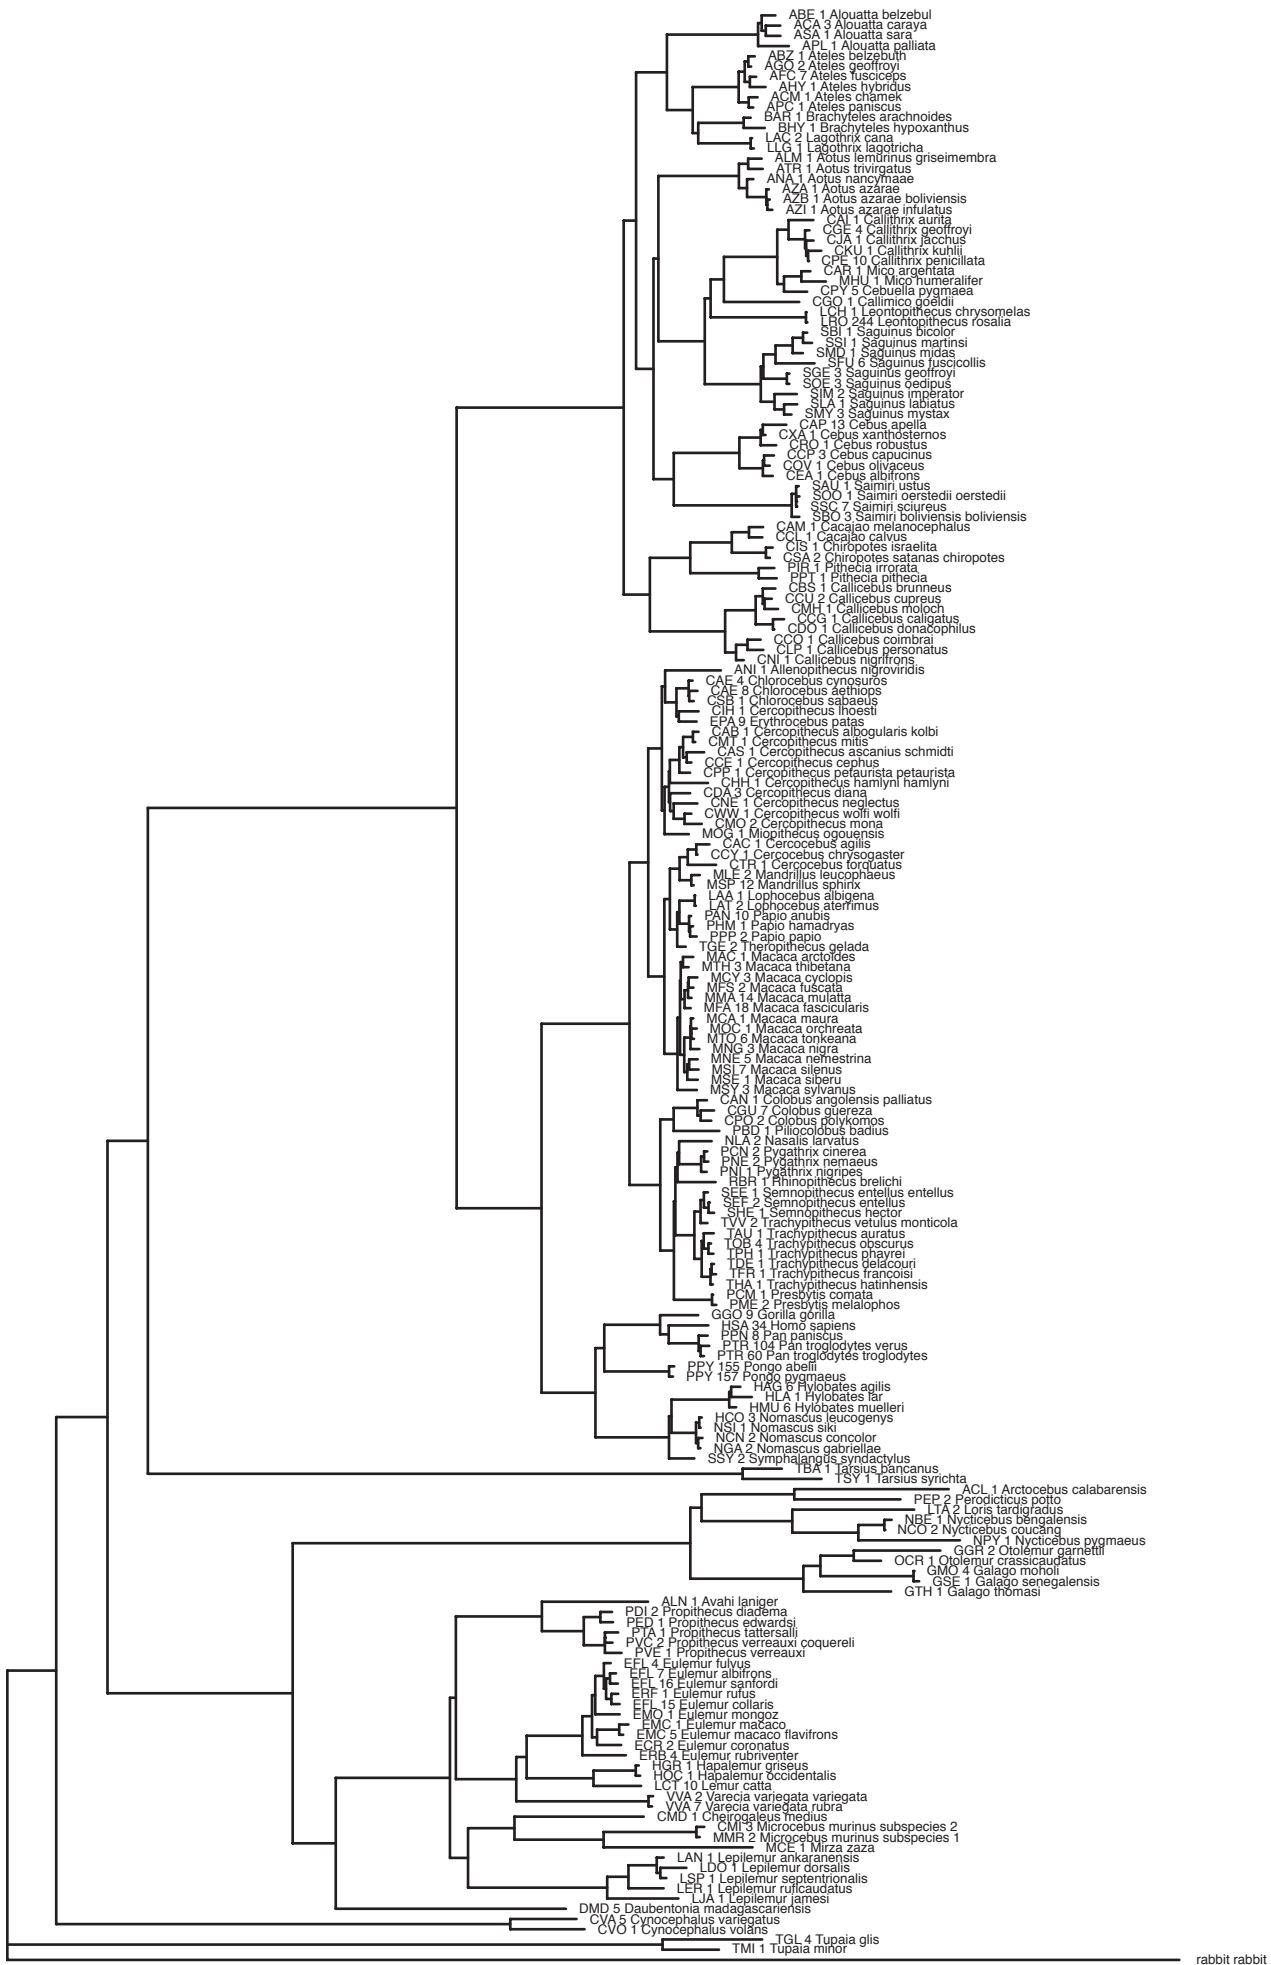 ABE 1 Alouatta belzebul
ACA 3 Alouatta caraya
ASA 1 Alouatta sara
APL 1 Alouatta palliata
ABZ 1 Ateles belzebuth
AGO 2 Ateles geoffroyi
AFC 7 Ateles fusciceps
AHY 1 Ateles hybridus
ACM 1 Ateles chamek
APC 1 Ateles paniscus
BAR 1 Brachyteles arachnoides
BHY 1 Brachyteles hypoxanthus
LAC 2 Lagothrix cana
LLG 1 Lagothrix lagotricha
ALM 1 Aotus lemurinus griseimembra
ATR 1 Aotus trivirgatus
ANA 1 Aotus nancymaae
AZA 1 Aotus azarae
AZB 1 Aotus azarae boliviensis
AZI 1 Aotus azarae infulatus
CAI 1 Callithrix aurita
CGE 4 Callithrix geoffroyi
CJA 1 Callithrix jacchus
CKU 1 Callithrix kuhlii
CPE 10 Callithrix penicillata
CAR 1 Mico argentata
MHU 1 Mico humeralifer
CPY 5 Cebuella pygmaea
CGO 1 Callimico goeldii
LCH 1 Leontopithecus chrysomelas
LRO 244 Leontopithecus rosalia
SBI 1 Saguinus bicolor
SSI 1 Saguinus martinsi
SMD 1 Saguinus midas
SFU 6 Saguinus fuscicollis
SGE 3 Saguinus geoffroyi
SOE 3 Saguinus oedipus
SIM 2 Saguinus imperator
SLA 1 Saguinus labiatus
SMY 3 Saguinus mystax
CAP 13 Cebus apella
CXA 1 Cebus xanthosternos
CRO 1 Cebus robustus
CCP 3 Cebus capucinus
COV 1 Cebus olivaceus
CEA 1 Cebus albifrons
SAU 1 Saimiri ustus
SOO 1 Saimiri oerstedii oerstedii
SSC 7 Saimiri sciureus
SBO 3 Saimiri boliviensis boliviensis
CAM 1 Cacajao melanocephalus
CCL 1 Cacajao calvus
CIS 1 Chiropotes israelita
CSA 2 Chiropotes satanas chiropotes
PIR 1 Pithecia irrorata
PPT 1 Pithecia pithecia
CBS 1 Callicebus brunneus
CCU 2 Callicebus cupreus
CMH 1 Callicebus moloch
CCG 1 Callicebus caligatus
CDO 1 Callicebus donacophilus
CCO 1 Callicebus coimbrai
CLP 1 Callicebus personatus
CNI 1 Callicebus nigrifrons
ANI 1 Allenopithecus nigroviridis
CAE 4 Chlorocebus cynosuros
CAE 8 Chlorocebus aethiops
CSB 1 Chlorocebus sabaeus
CIH 1 Cercopithecus lhoesti
EPA 9 Erythrocebus patas
CAB 1 Cercopithecus albogularis kolbi
CMT 1 Cercopithecus mitis
CAS 1 Cercopithecus ascanius schmidti
CCE 1 Cercopithecus cephus
CPP 1 Cercopithecus petaurista petaurista
CHH 1 Cercopithecus hamlyni hamlyni
CDA 3 Cercopithecus diana
CNE 1 Cercopithecus neglectus
CWW 1 Cercopithecus wolfi wolfi
CMO 2 Cercopithecus mona
MOG 1 Miopithecus ogouensis
CAC 1 Cercocebus agilis
CCY 1 Cercocebus chrysogaster
CTR 1 Cercocebus torquatus
MLE 2 Mandrillus leucophaeus
MSP 12 Mandrillus sphinx
LAA 1 Lophocebus albigena
LAT 2 Lophocebus aterrimus
PAN 10 Papio anubis
PHM 1 Papio hamadryas
PPP 2 Papio papio
TGE 2 Theropithecus gelada
MAC 1 Macaca arctoides
MTH 3 Macaca thibetana
MCY 3 Macaca cyclopis
MFS 2 Macaca fuscata
MMA 14 Macaca mulatta
MFA 18 Macaca fascicularis
MCA 1 Macaca maura
MOC 1 Macaca orchreata
MTO 6 Macaca tonkeana
MNG 3 Macaca nigra
MNE 5 Macaca nemestrina
MSI 7 Macaca silenus
MSE 1 Macaca siberu
MSY 3 Macaca sylvanus
CAN 1 Colobus angolensis palliatus
CGU 7 Colobus guereza
CPO 2 Colobus polykomos
PBD 1 Piliocolobus badius
NLA 2 Nasalis larvatus
PCN 2 Pygathrix cinerea
PNE 2 Pygathrix nemaeus
PNI 1 Pygathrix nigripes
RBR 1 Rhinopithecus brelichi
SEE 1 Semnopithecus entellus entellus
SEF 2 Semnopithecus entellus
SHE 1 Semnopithecus hector
TVV 2 Trachypithecus vetulus monticola
TAU 1 Trachypithecus auratus
TOB 4 Trachypithecus obscurus
TPH 1 Trachypithecus phayrei
TDE 1 Trachypithecus delacouri
TFR 1 Trachypithecus francoisi
THA 1 Trachypithecus hatinhensis
PCM 1 Presbytis comata
PME 2 Presbytis melalophos
GGO 9 Gorilla gorilla
HSA 34 Homo sapiens
PPN 8 Pan paniscus
PTR 104 Pan troglodytes verus
PTR 60 Pan troglodytes troglodytes
PPY 155 Pongo abelii
PPY 157 Pongo pygmaeus
HAG 6 Hylobates agilis
HLA 1 Hylobates lar
HMU 6 Hylobates muelleri
HCO 3 Nomascus leucogenys
NSI 1 Nomascus siki
NCN 2 Nomascus concolor
NGA 2 Nomascus gabriellae
SSY 2 Symphalangus syndactylus
TBA 1 Tarsius bancanus
TSY 1 Tarsius syrichta
ACL 1 Arctocebus calabarensis
PEP 2 Perodicticus potto
LTA 2 Loris tardigradus
NBE 1 Nycticebus bengalensis
NCO 2 Nycticebus coucang
NPY 1 Nycticebus pygmaeus
GGR 2 Otolemur garnettii
OCR 1 Otolemur crassicaudatus
GMO 4 Galago moholi
GSE 1 Galago senegalensis
GTH 1 Galago thomasi
ALN 1 Avahi laniger
PDI 2 Propithecus diadema
PED 1 Propithecus edwardsi
PTA 1 Propithecus tattersalli
PVC 2 Propithecus verreauxi coquereli
PVE 1 Propithecus verreauxi
EFL 4 Eulemur fulvus
EFL 7 Eulemur albifrons
EFL 16 Eulemur sanfordi
ERF 1 Eulemur rufus
EFL 15 Eulemur collaris
EMO 1 Eulemur mongoz
EMC 1 Eulemur macaco
EMC 5 Eulemur macaco flavifrons
ECR 2 Eulemur coronatus
ERB 4 Eulemur rubriventer
HGR 1 Hapalemur griseus
HOC 1 Hapalemur occidentalis
LCT 10 Lemur catta
VVA 2 Varecia variegata variegata
VVA 7 Varecia variegata rubra
CMD 1 Cheirogaleus medius
CMI 3 Microcebus murinus subspecies 2
MMR 2 Microcebus murinus subspecies 1
MCE 1 Mirza zaza
LAN 1 Lepilemur ankaranensis
LDO 1 Lepilemur dorsalis
LSP 1 Lepilemur septentrionalis
LER 1 Lepilemur ruficaudatus
LJA 1 Lepilemur jamesi
DMD 5 Daubentonia madagascariensis
CVA 5 Cynocephalus variegatus
CVO 1 Cynocephalus volans
TGL 4 Tupaia glis
TMI 1 Tupaia minor
rabbit rabbit